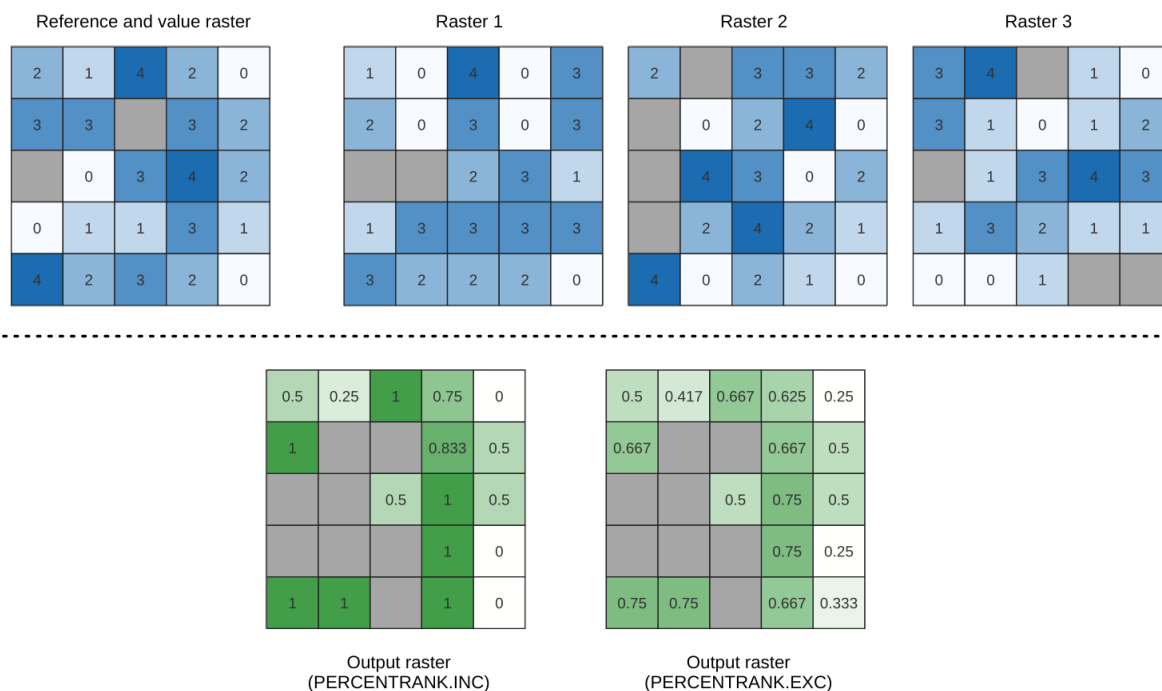 Reference and value raster Raster 1 Raster 2 Raster 3
2 1 4 2 0 1 0 4 0 3 2 3 3 2 3 4 1 0
3 3 3 2 2 0 3 0 3 0 2 4 0 3 1 0 1 2
0 3 4 2 2 3 1 4 3 0 2 1 3 4 3
0 1 1 3 1 1 3 3 3 3 2 4 2 1 1 3 2 1 1
4 2 3 2 0 3 2 2 2 0 4 0 2 1 0 0 0 1
0.5 0.25 1 0.75 0 0.5 0.417 0.667 0.625 0.25
1 0.833 0.5 0.667 0.667 0.5
0.5 1 0.5 0.5 0.75 0.5
1 0 0.75 0.25
1 1 1 0 0.75 0.75 0.667 0.333
Output raster Output raster
(PERCENTRANK.INC) (PERCENTRANK.EXC)